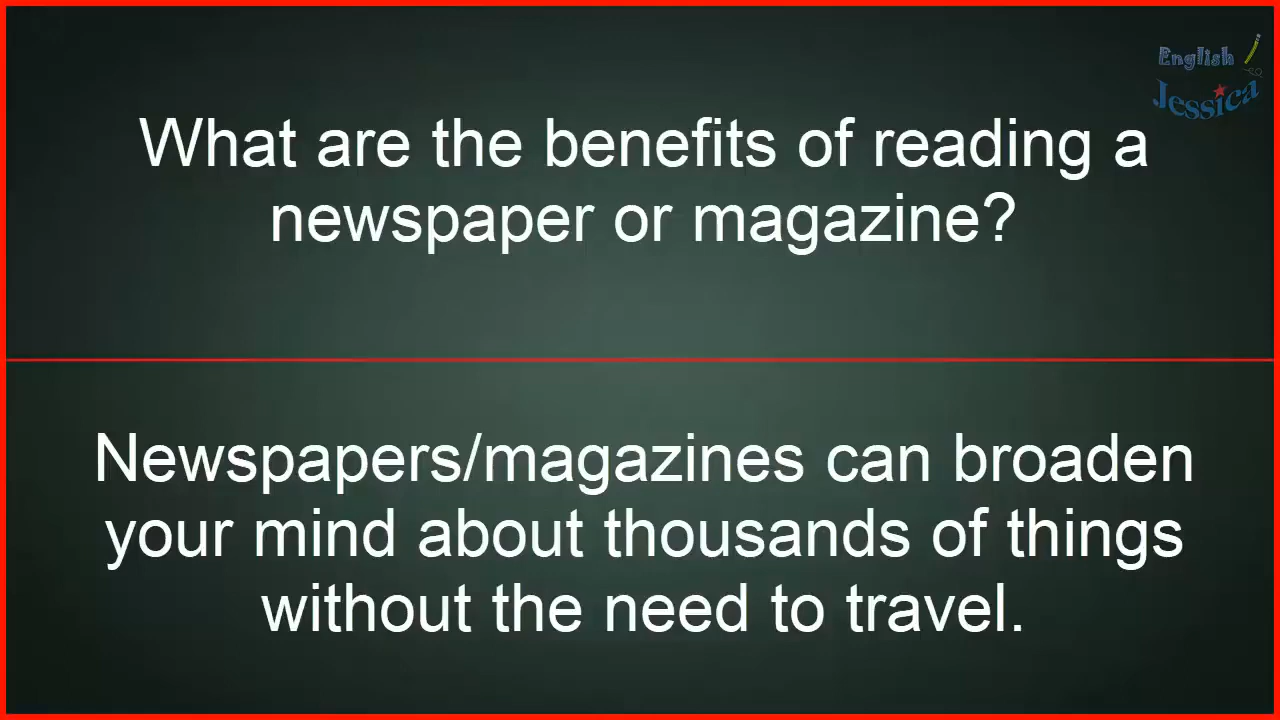 English
Jessica
What are the benefits of reading a
newspaper or magazine?
Newspapers/magazines can broaden
your mind about thousands of things
without the need to travel.